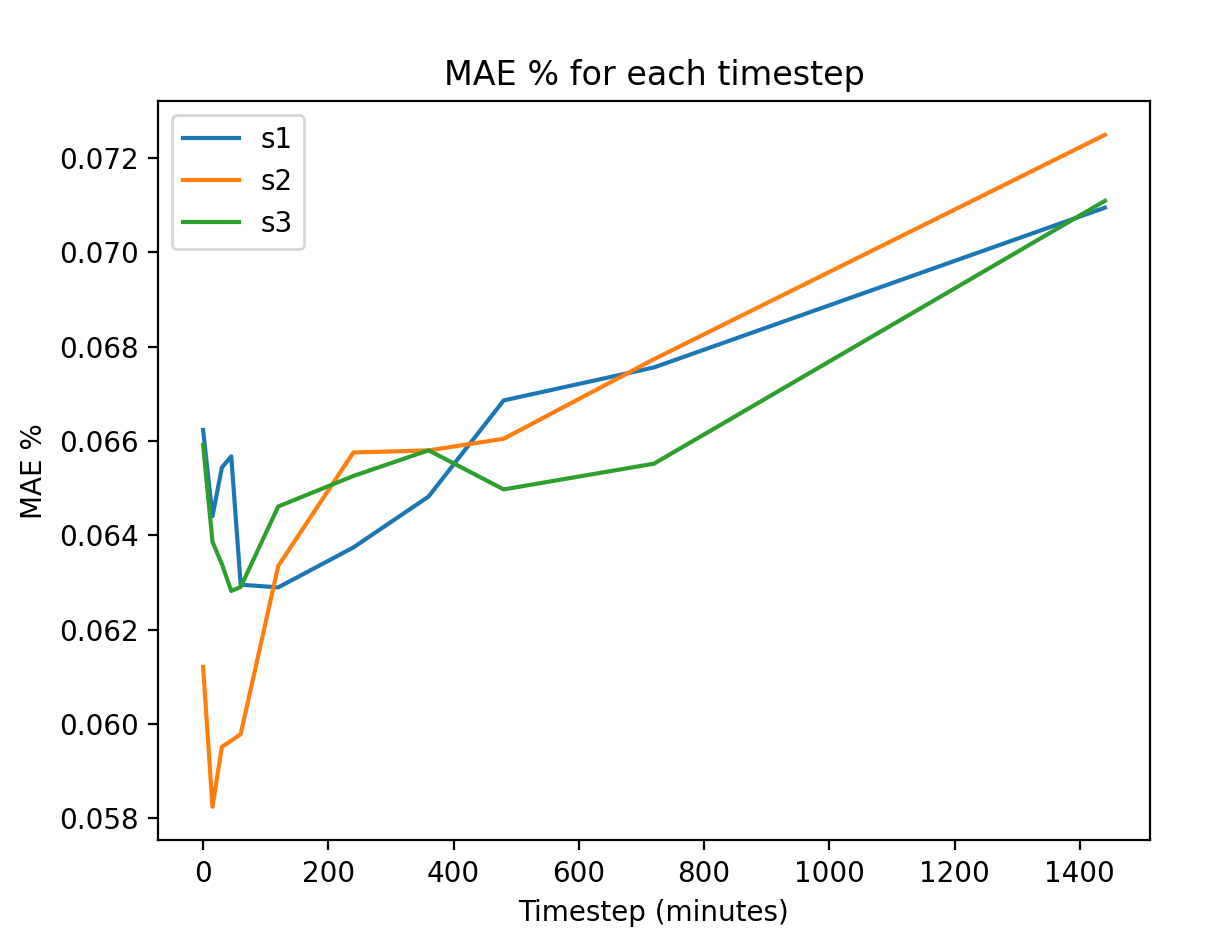 MAE % for each timestep
s1
s2
s3
0.072
0.070
0.068
0.066
0.064
0.062
0.060
0.058
MAE %
0 200 400 600 800 1000 1200 1400
Timestep (minutes)